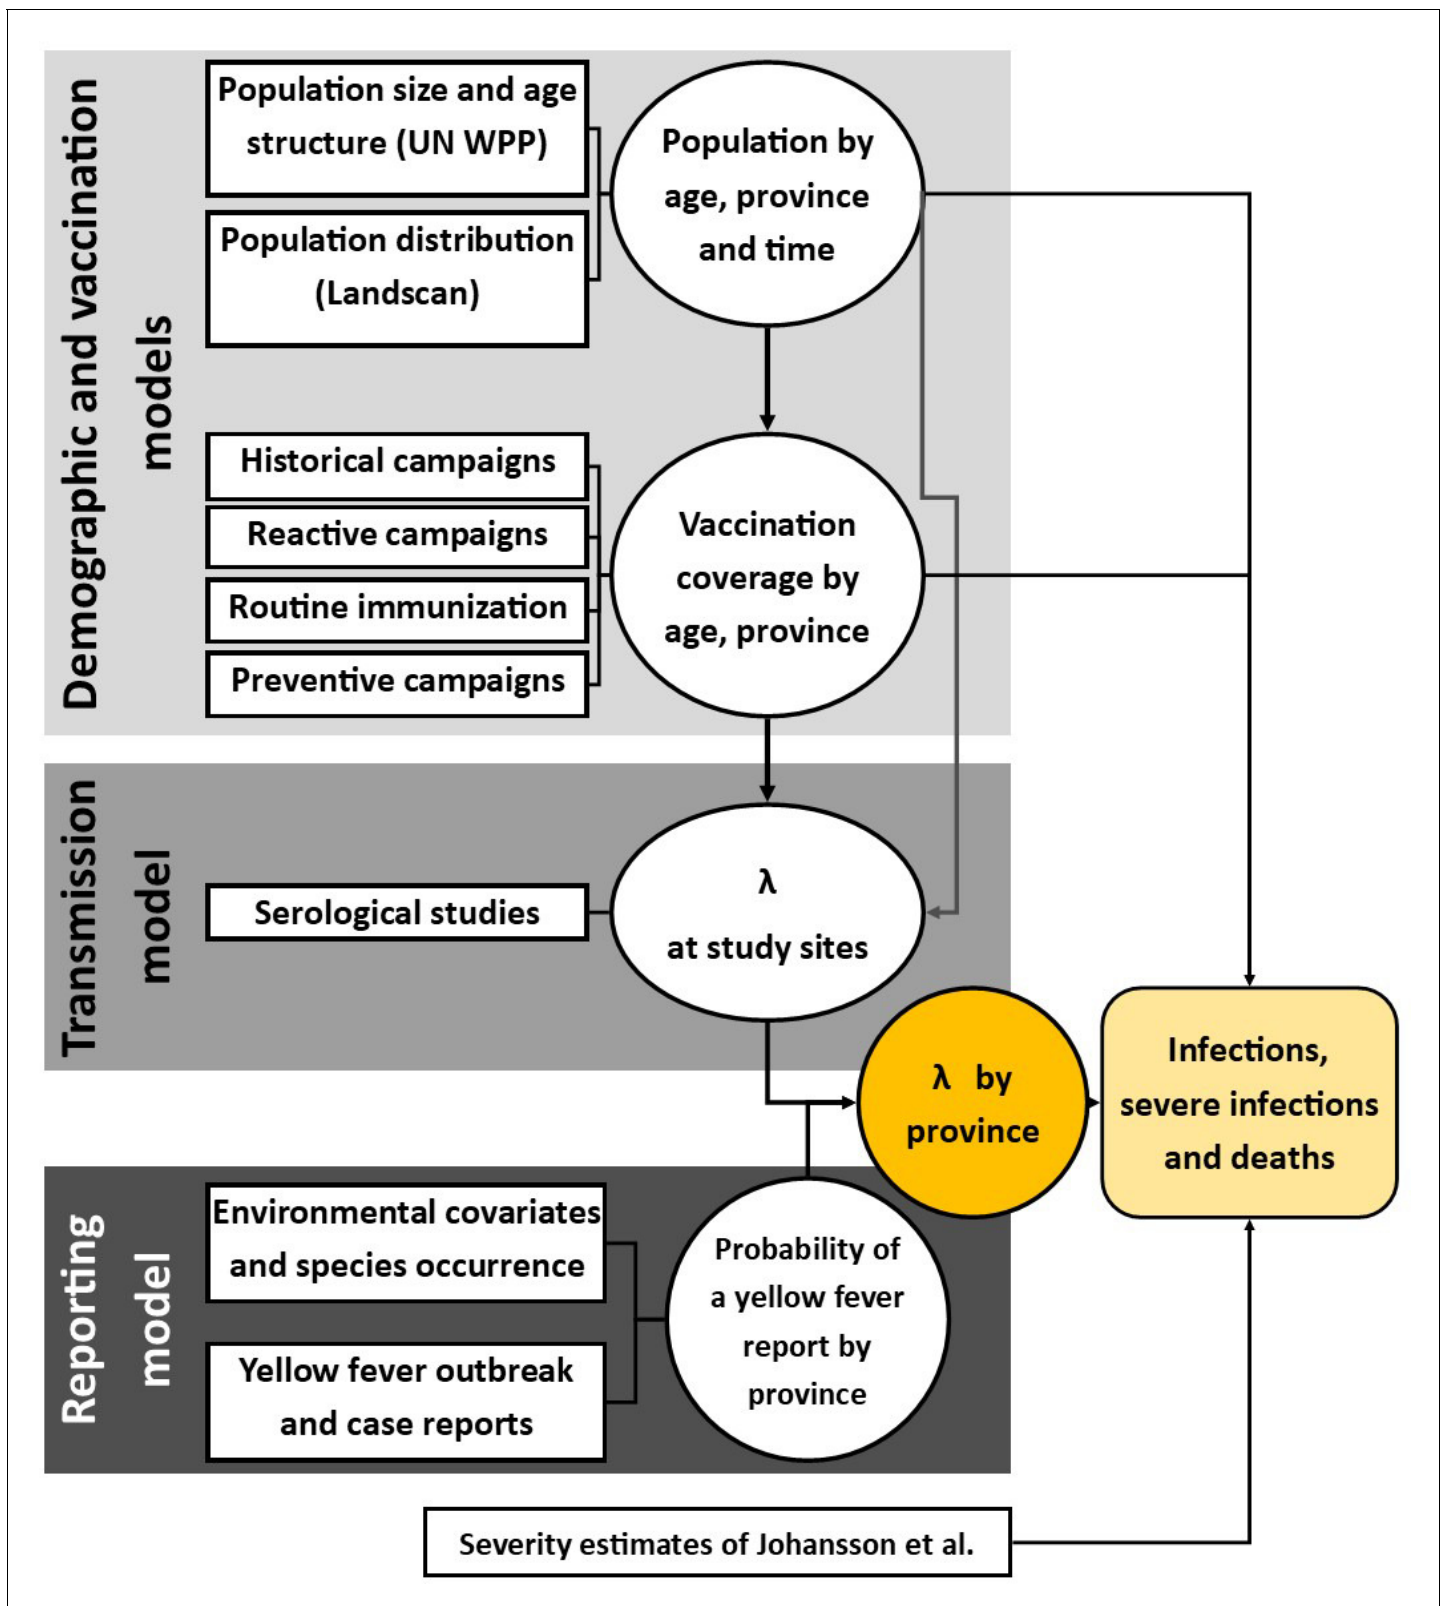 Demographic and vaccination
models
Population size and age
structure (UN WPP)
Population distribution
(Landscan)
Population by
age, province
and time
Historical campaigns
Reactive campaigns
Routine immunization
Preventive campaigns
Vaccination
coverage by
age, province
Transmission
model
Serological studies
λ
at study sites
λ by
province
Infections,
severe infections
and deaths
Reporting
model
Environmental covariates
and species occurrence
Yellow fever outbreak
and case reports
Probability of
a yellow fever
report by
province
Severity estimates of Johansson et al.